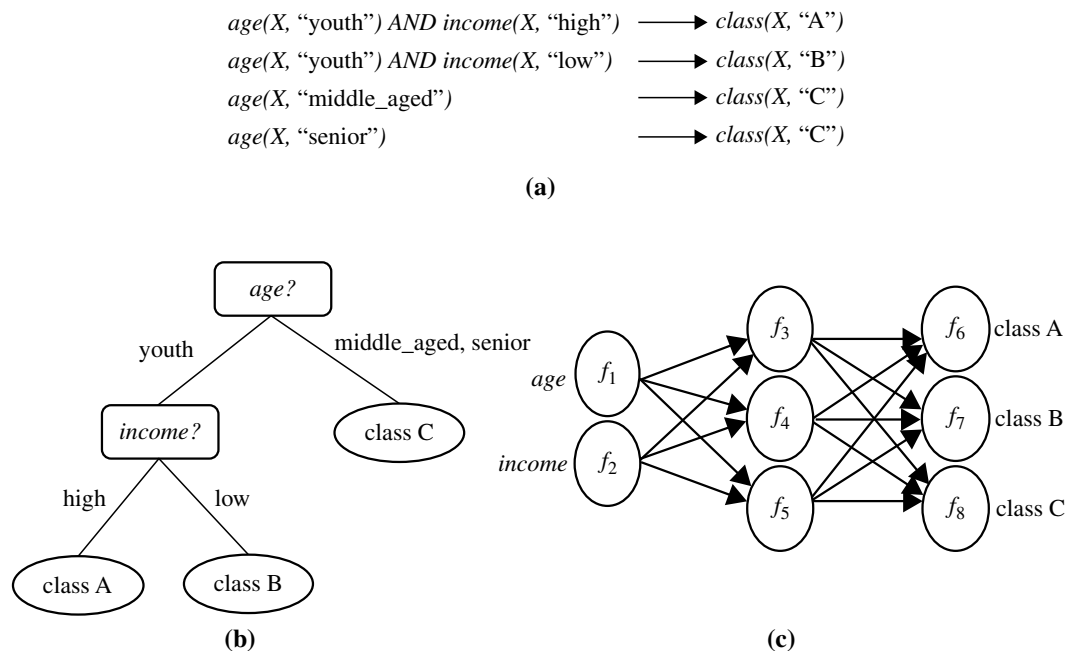 age(X, “youth”) AND income(X, “high”) class(X, “A”)
age(X, “youth”) AND income(X, “low”) class(X, “B”)
age(X, “middle_aged”) class(X, “C”)
age(X, “senior”) class(X, “C”)
(a)
age?
youth
middle_aged, senior
income?
class C
high
low
class A
class B
(b)
age
income
f1
f2
f3
f4
f5
f6
f7
f8
class A
class B
class C
(c)